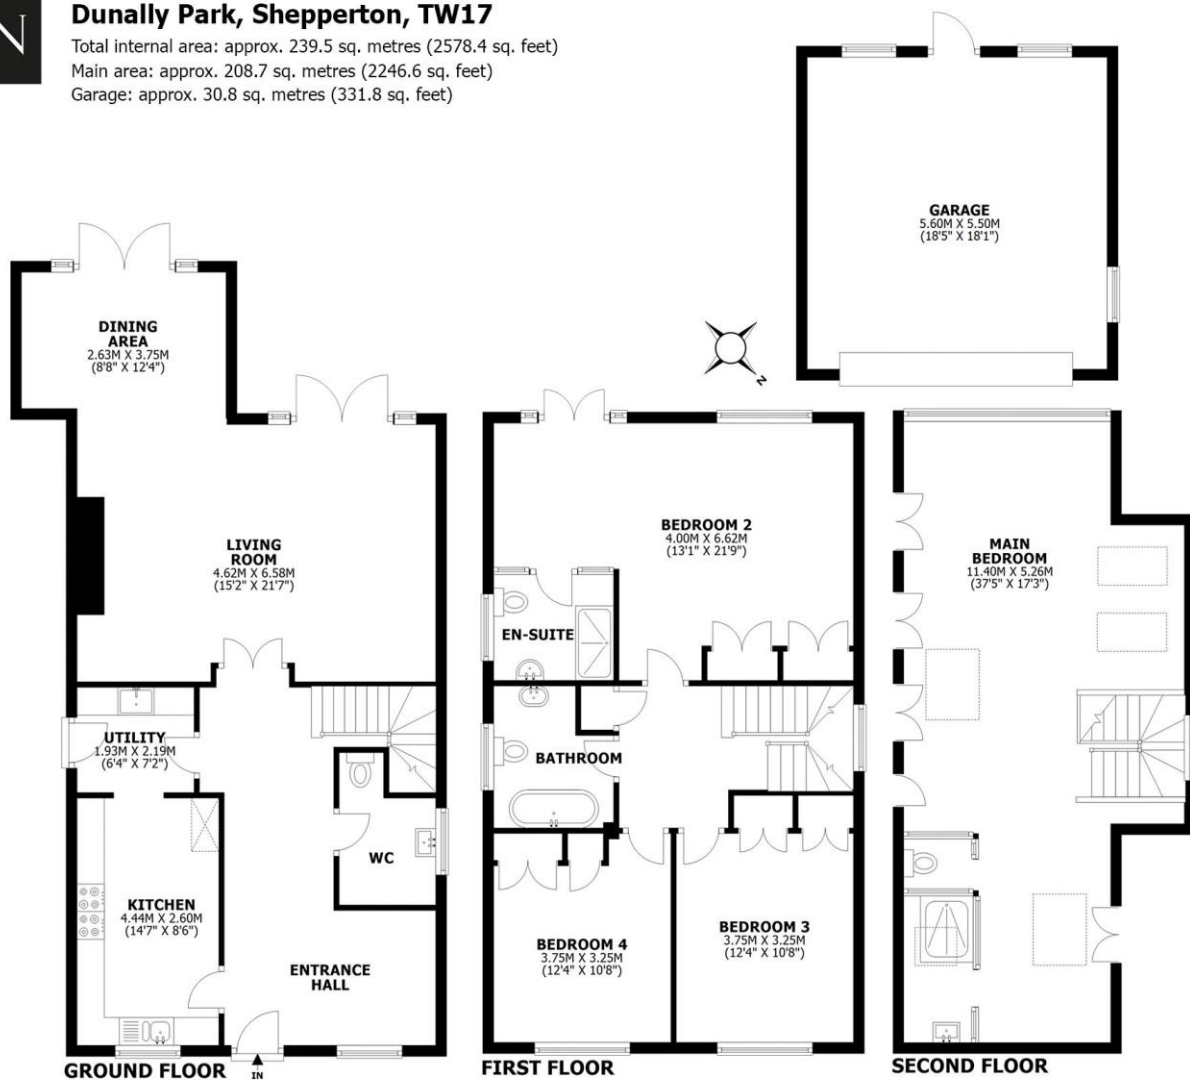 N
Dunally Park, Shepperton, TW17
Total internal area: approx. 239.5 sq. metres (2578.4 sq. feet)
Main area: approx. 208.7 sq. metres (2246.6 sq. feet)
Garage: approx. 30.8 sq. metres (331.8 sq. feet)
GARAGE
5.60M X 5.50M
(18'5" X 18'1")
DINING
AREA
2.63M X 3.75M
(8'8" X 12'4")
N
LIVING
ROOM
4.62M X 6.58M
(15'2" X 21'7")
UTILITY
1.93M X 2.19M
(6'4" X 7'2")
WC
KITCHEN
4.44M X 2.60M
(14'7" X 8'6")
ENTRANCE
HALL
GROUND FLOOR
IN
BEDROOM 2
4.00M X 6.62M
(13'1" X 21'9")
EN-SUITE
BATHROOM
BEDROOM 4
3.75M X 3.25M
(12'4" X 10'8")
BEDROOM 3
3.75M X 3.25M
(12'4" X 10'8")
FIRST FLOOR
MAIN
BEDROOM
11.40M X 5.26M
(37'5" X 17'3")
SECOND FLOOR